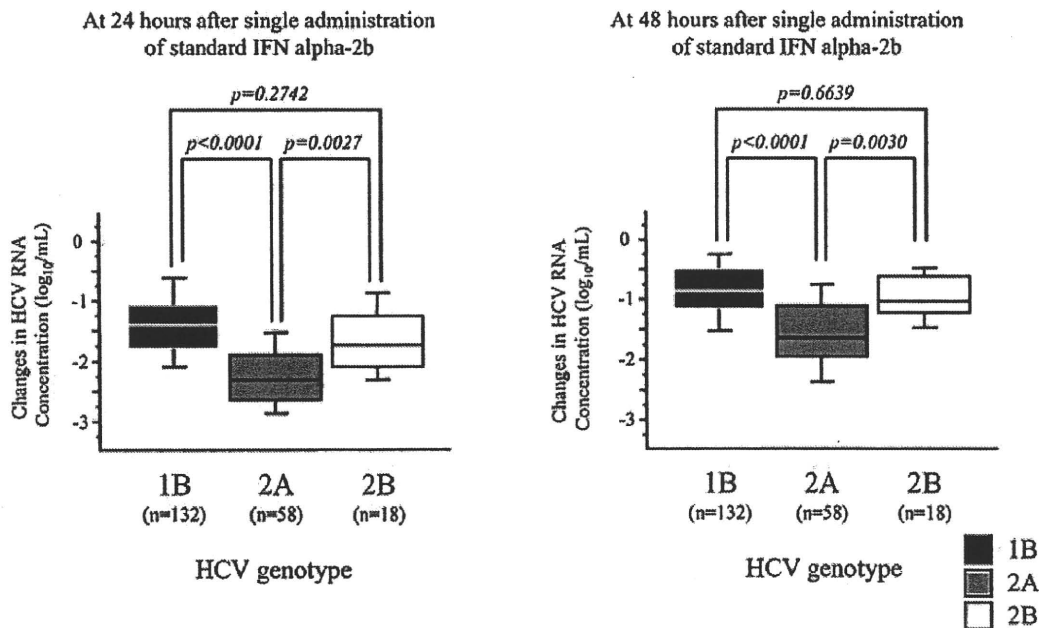 At 24 hours after single administration
of standard IFN alpha-2b
p=0.2742
p<0.0001
p=0.0027
Changes in HCV RNA
Concentration (log₁₀/mL)
0
-1
-2
-3
1B
2A
2B
(n=132)
(n=58)
(n=18)
HCV genotype
At 48 hours after single administration
of standard IFN alpha-2b
p=0.6639
p<0.0001
p=0.0030
Changes in HCV RNA
Concentration (log₁₀/mL)
0
-1
-2
-3
1B
2A
2B
(n=132)
(n=58)
(n=18)
HCV genotype
1B
2A
2B